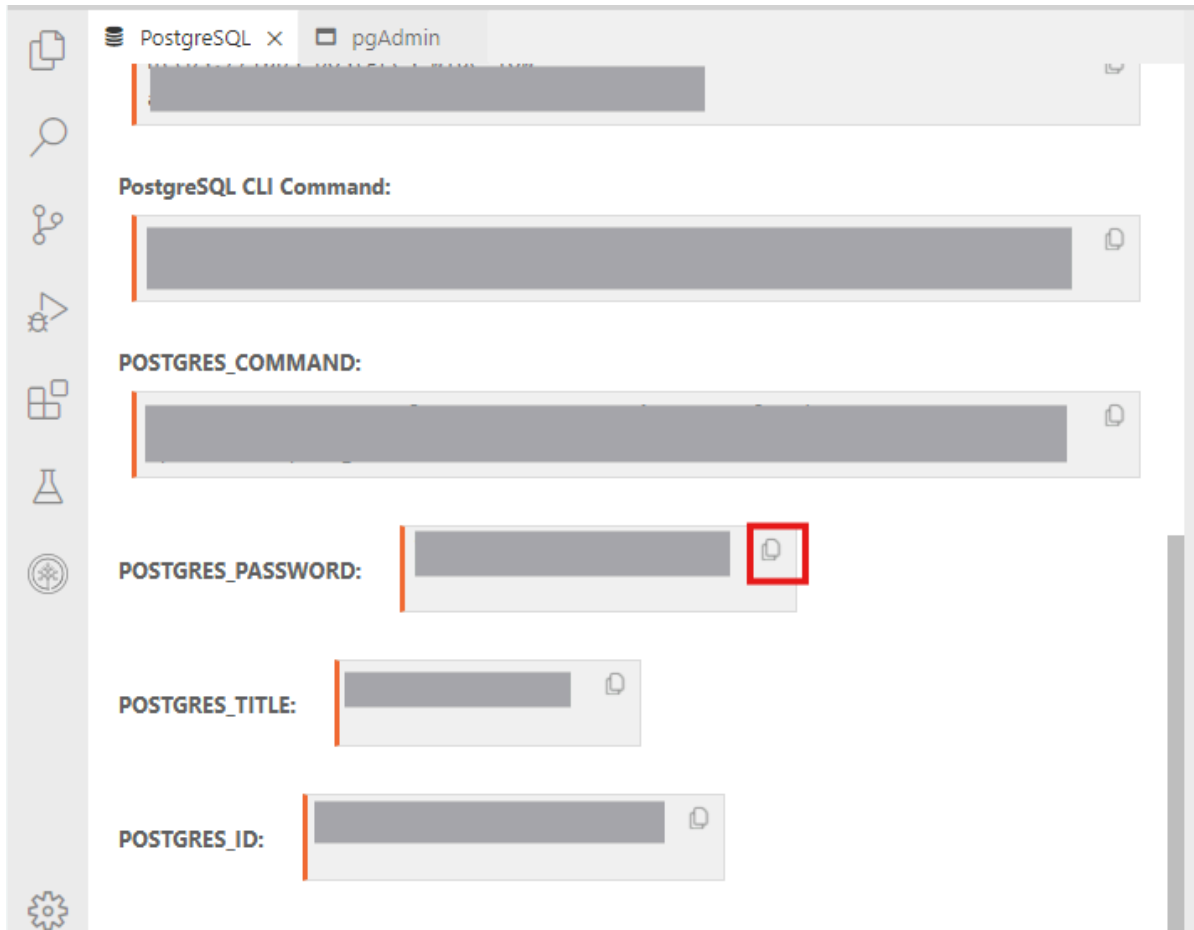 PostgreSQL
pgAdmin
PostgreSQL CLI Command:
POSTGRES_COMMAND:
POSTGRES_PASSWORD:
POSTGRES_TITLE:
POSTGRES_ID: